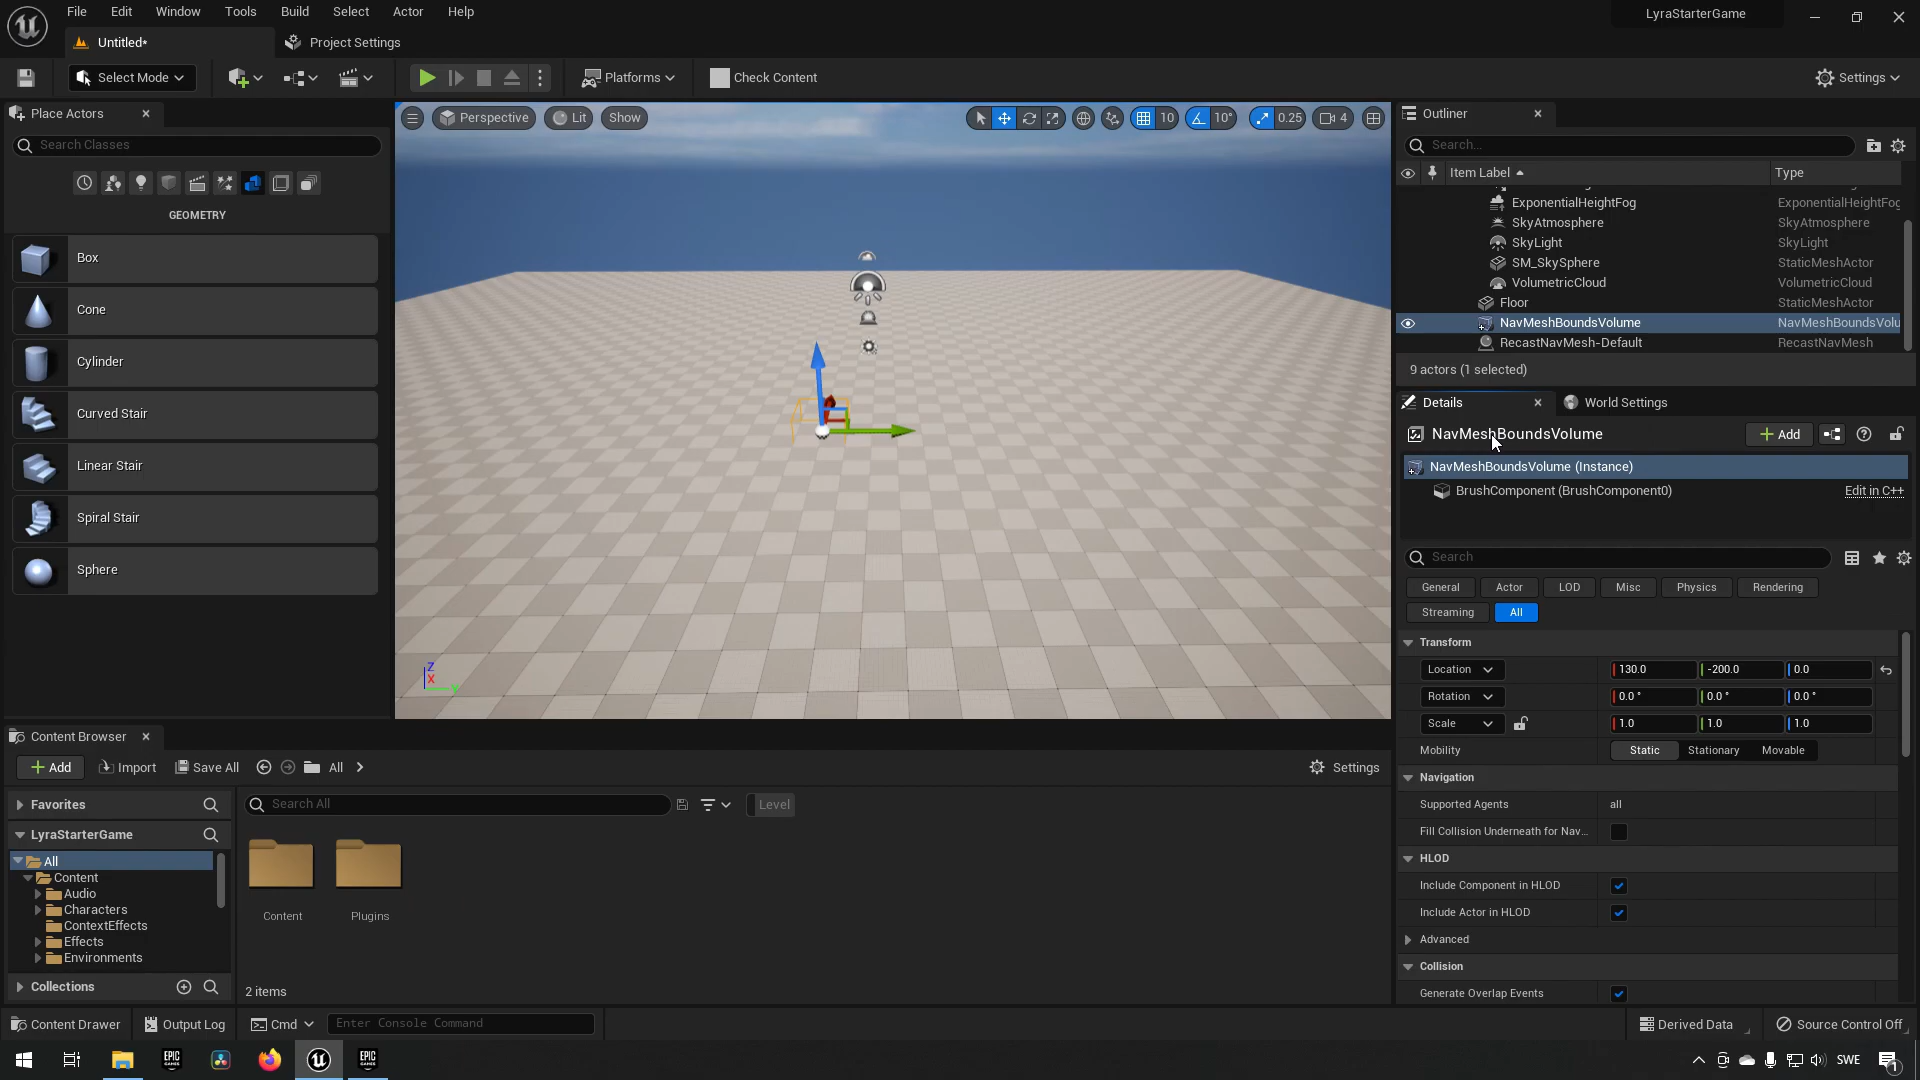 File Edit Window Tools Build Select Actor Help
LyraStarterGame
Untitled*
Project Settings
Select Mode
Platforms
Check Content
Settings
Place Actors
Search Classes
GEOMETRY
Box
Cone
Cylinder
Curved Stair
Linear Stair
Spiral Stair
Sphere
Perspective
Lit
Show
10
10°
0.25
4
Z
X
Y
Outliner
Search...
Item Label
Type
ExponentialHeightFog ExponentialHeightFog
SkyAtmosphere SkyAtmosphere
SkyLight SkyLight
SM_SkySphere StaticMeshActor
VolumetricCloud VolumetricCloud
Floor StaticMeshActor
NavMeshBoundsVolume NavMeshBoundsVolu
RecastNavMesh-Default RecastNavMesh
9 actors (1 selected)
Details
World Settings
NavMeshBoundsVolume
Add
NavMeshBoundsVolume (Instance)
BrushComponent (BrushComponent0)
Edit in C++
Search
General Actor LOD Misc Physics Rendering
Streaming All
Transform
Location 130.0 -200.0 0.0
Rotation 0.0° 0.0° 0.0°
Scale 1.0 1.0 1.0
Mobility Static Stationary Movable
Navigation
Supported Agents all
Fill Collision Underneath for Nav...
HLOD
Include Component in HLOD
Include Actor in HLOD
Advanced
Collision
Generate Overlap Events
Content Browser
Add
Import
Save All
All
Settings
Favorites
LyraStarterGame
All
Content
Audio
Characters
ContextEffects
Effects
Environments
Collections
Search All
Level
Content
Plugins
2 items
Content Drawer
Output Log
Cmd
Enter Console Command
Derived Data
Source Control Off
EPIC GAMES
EPIC GAMES
SWE
1